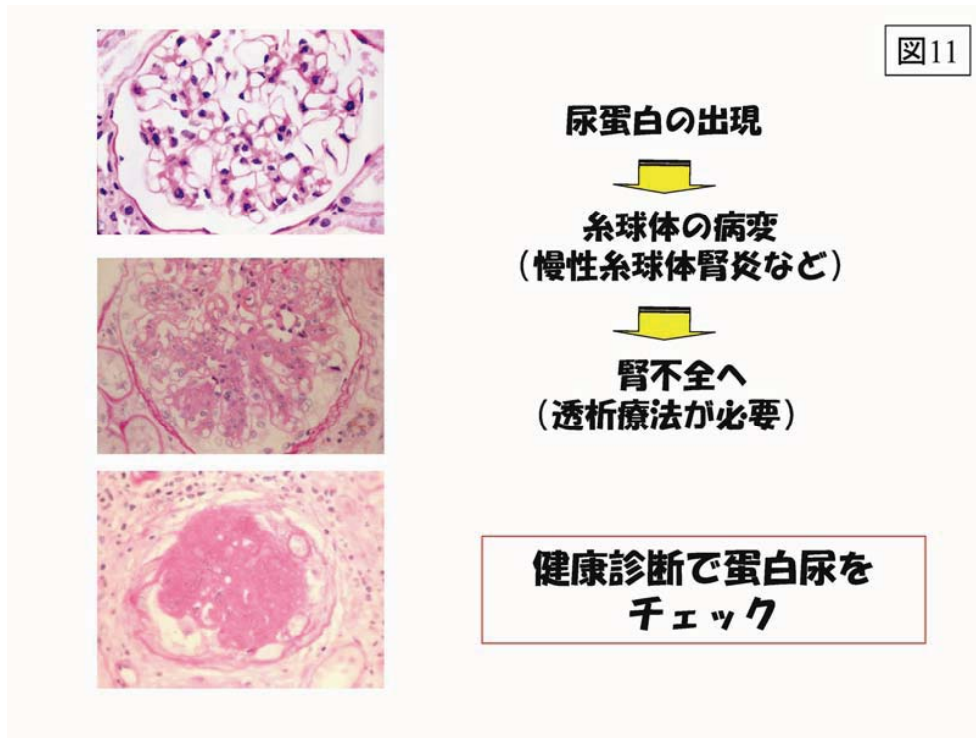 図11
尿蛋白の出現
糸球体の病変
（慢性糸球体腎炎など）
腎不全へ
（透析療法が必要）
健康診断で蛋白尿を
チェック